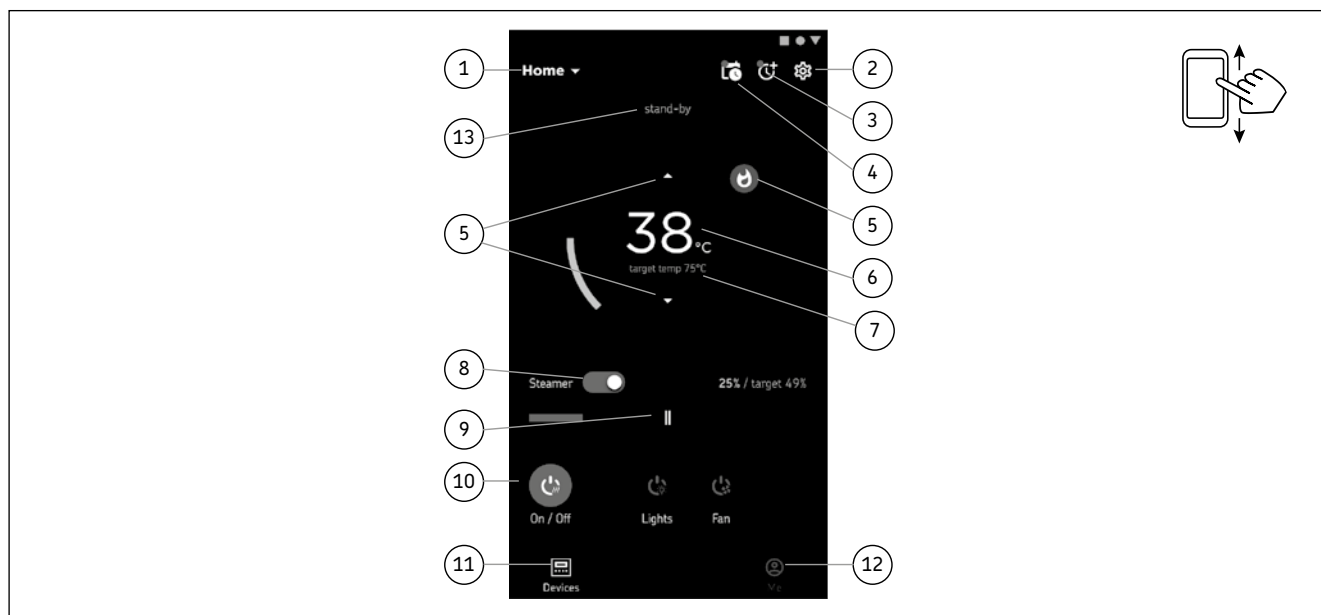 1
Home
2
13
stand-by
3
4
5
5
38 °C
target temp 75°C
6
7
8
Steamer
25% / target 49%
9
10
On / Off
Lights
Fan
11
12
Devices
Me